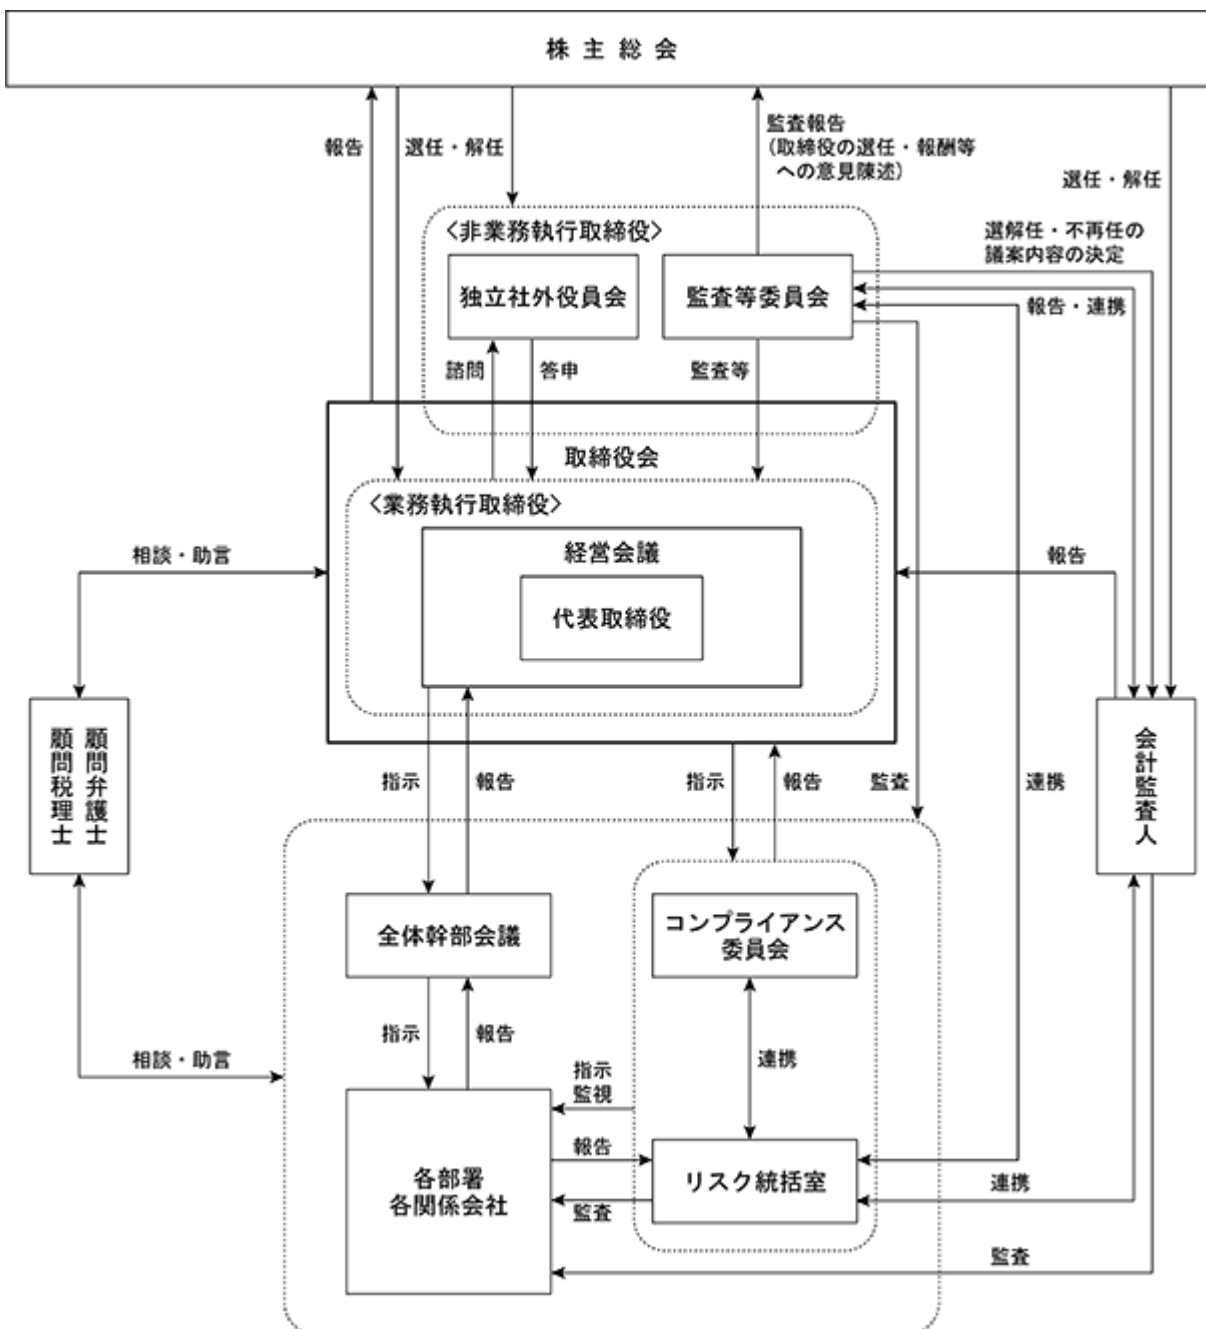 株主総会
報告
選任・解任
監査報告
(取締役の選任・報酬等
への意見陳述)
選任・解任
<非業務執行取締役>
選解任・不再任の
議案内容の決定
独立社外役員会
監査等委員会
報告・連携
諮問
答申
監査等
取締役会
<業務執行取締役>
経営会議
代表取締役
相談・助言
報告
顧問弁護士
顧問税理士
会計監査人
指示
報告
指示
報告
監査
連携
全体幹部会議
コンプライアンス
委員会
指示
報告
相談・助言
連携
指示
監視
報告
各部署
各関係会社
リスク統括室
監査
連携
監査